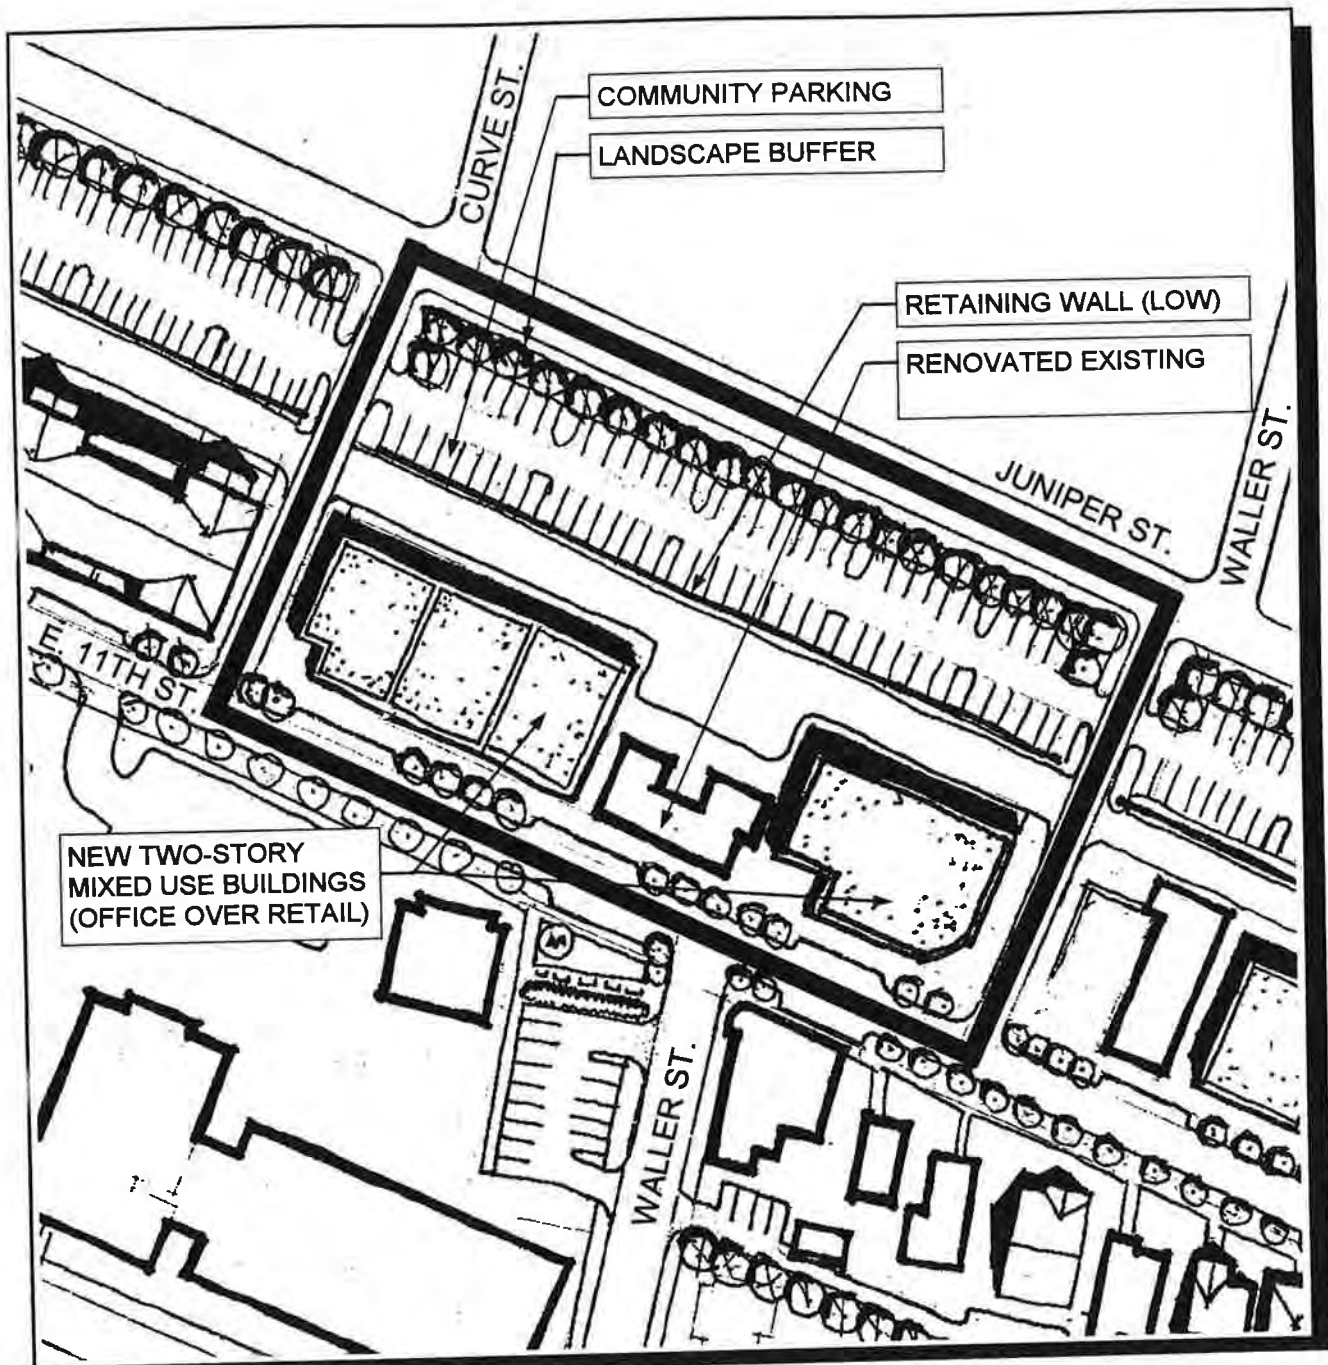 CURVE ST.
COMMUNITY PARKING
LANDSCAPE BUFFER
RETAINING WALL (LOW)
RENOVATED EXISTING
JUNIPER ST.
WALLER ST.
E. 11TH ST
NEW TWO-STORY
MIXED USE BUILDINGS
(OFFICE OVER RETAIL)
WALLER ST.